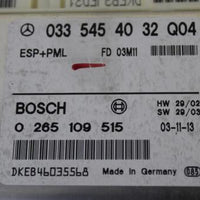 033 545 40 32 Q04
ESP+PML FD 03M11
BOSCH
HW 29/02
SW 29/03
0 265 109 515
03-11-13
DKEB46035568
Made in Germany